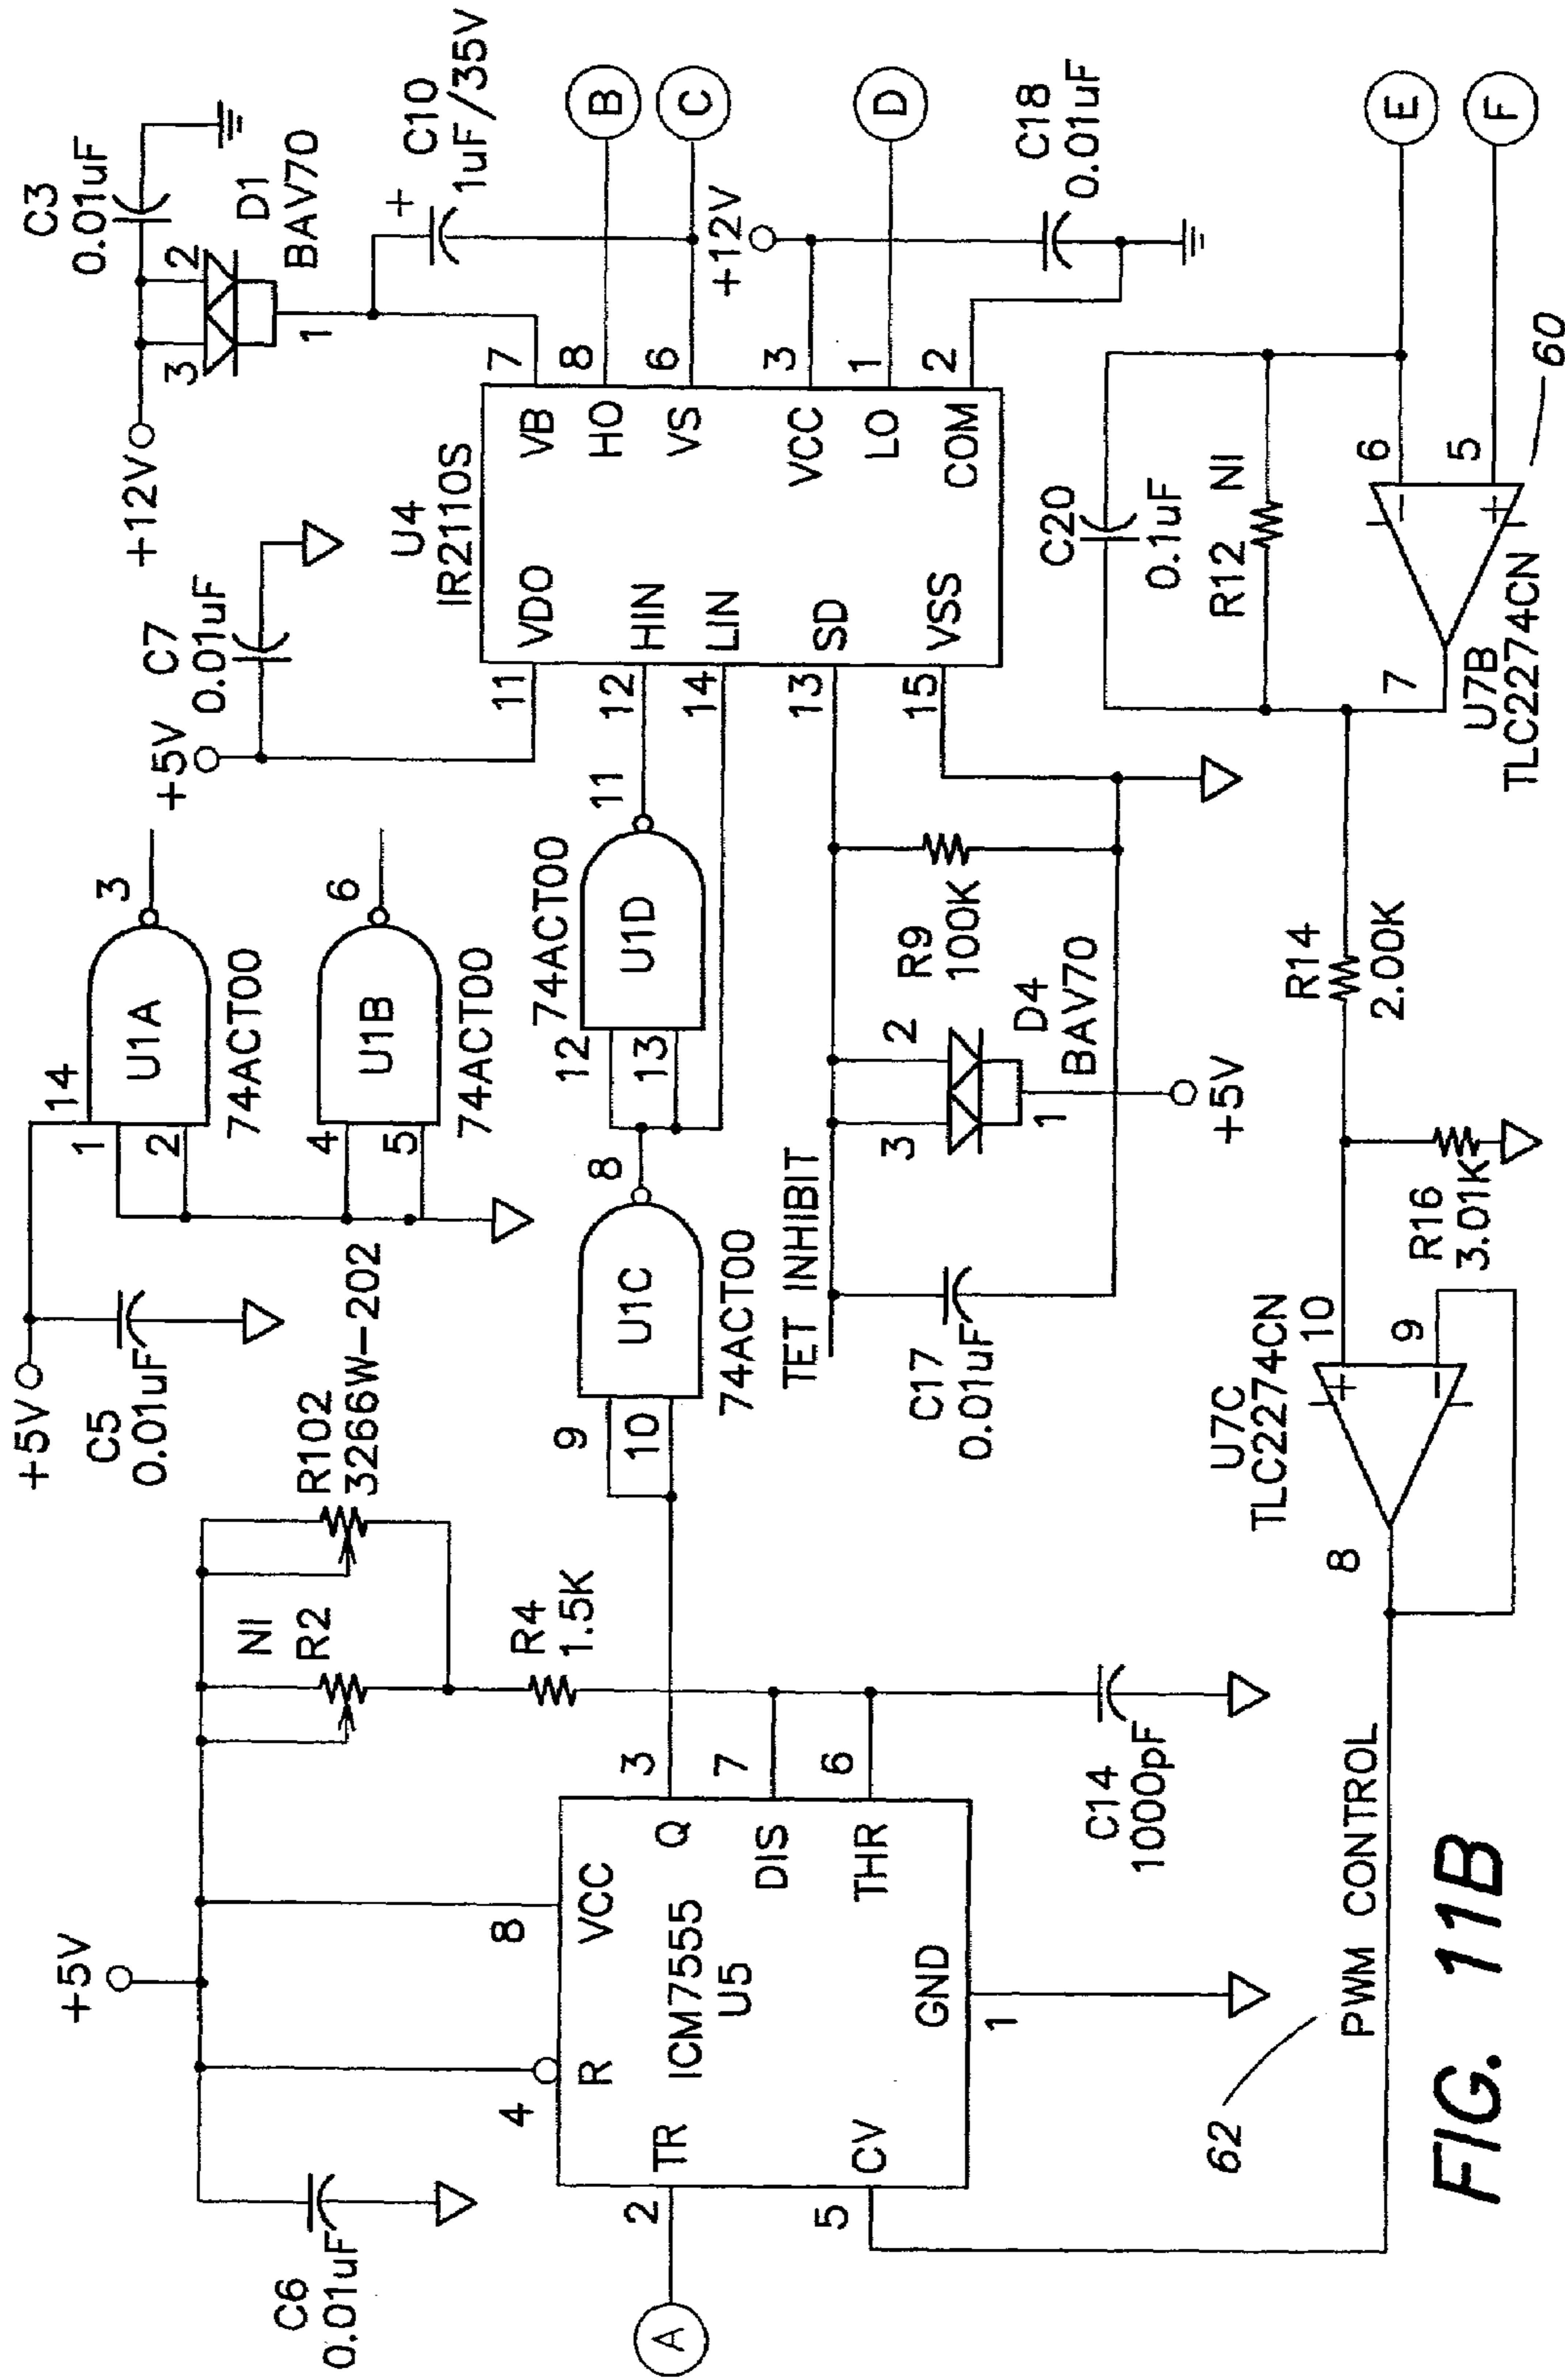 +5V
C6
0.01uF
A
2
TR
4
R
8
VCC
ICM7555
U5
3
Q
7
DIS
6
THR
5
CV
GND
1
NI
R2
R102
3266W-202
R4
1.5K
C14
1000pF
62
PWM CONTROL
+5V
C5
0.01uF
14
1
2
U1A
3
74ACT00
4
5
U1B
6
74ACT00
9
10
U1C
8
74ACT00
12
13
U1D
11
74ACT00
TET INHIBIT
C17
0.01uF
3
2
D4
BAV70
1
+5V
R9
100K
+5V
C7
0.01uF
U4
IR2110S
11
VDO
12
HIN
14
LIN
13
SD
15
VSS
VB
7
HO
8
VS
6
VCC
3
LO
1
COM
2
+12V
C3
0.01uF
3
2
D1
BAV70
1
+
C10
1uF/35V
B
C
+12V
D
C18
0.01uF
U7C
TLC2274CN
8
10
+
9
−
R16
3.01K
R14
2.00K
C20
0.1uF
R12
NI
7
6
−
5
+
U7B
TLC2274CN
60
E
F
FIG. 11B